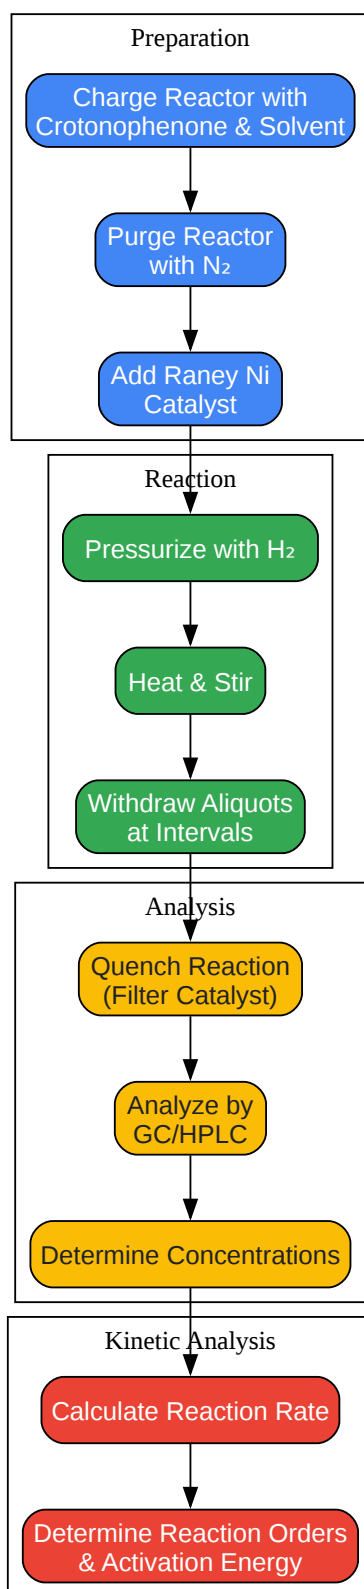 Preparation
Charge Reactor with
Crotonophenone & Solvent
Purge Reactor
with N₂
Add Raney Ni
Catalyst
Reaction
Pressurize with H₂
Heat & Stir
Withdraw Aliquots
at Intervals
Analysis
Quench Reaction
(Filter Catalyst)
Analyze by
GC/HPLC
Determine Concentrations
Kinetic Analysis
Calculate Reaction Rate
Determine Reaction Orders
& Activation Energy